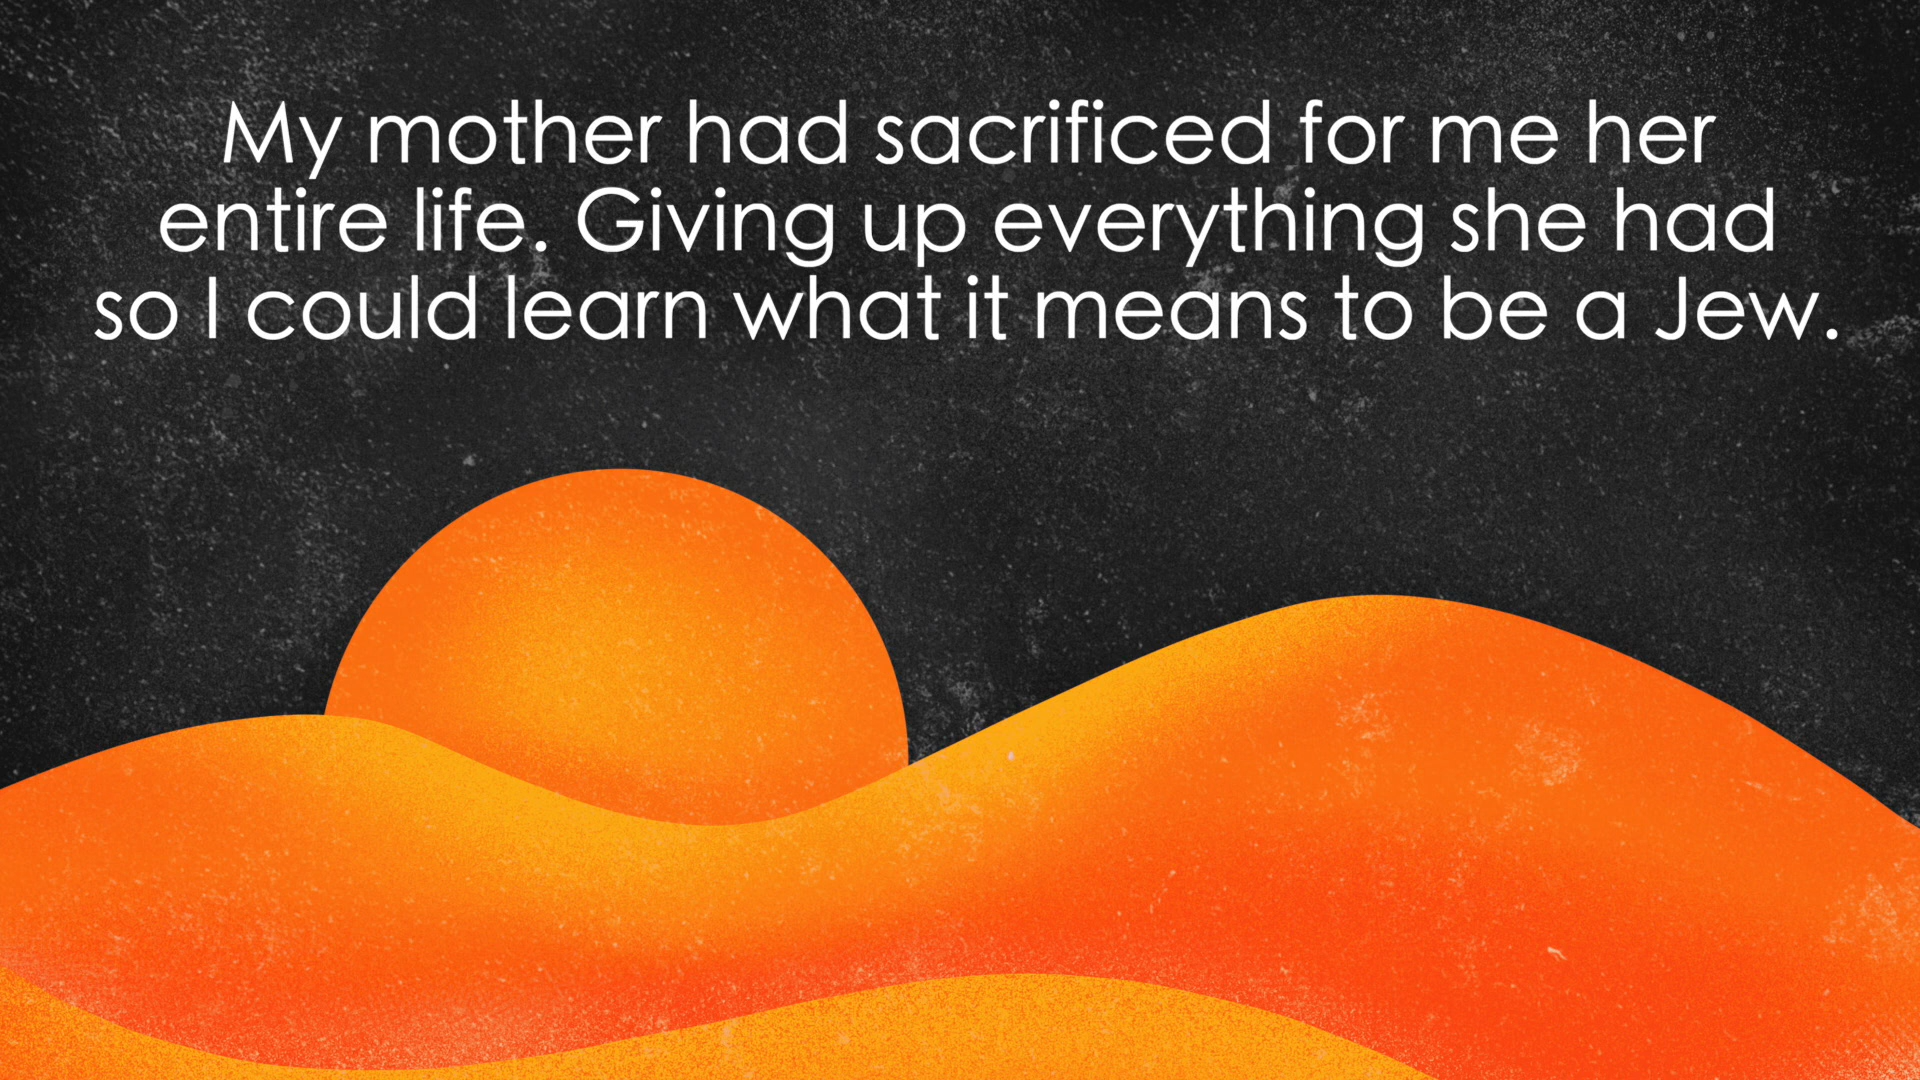 My mother had sacrificed for me her
entire life. Giving up everything she had
so I could learn what it means to be a Jew.